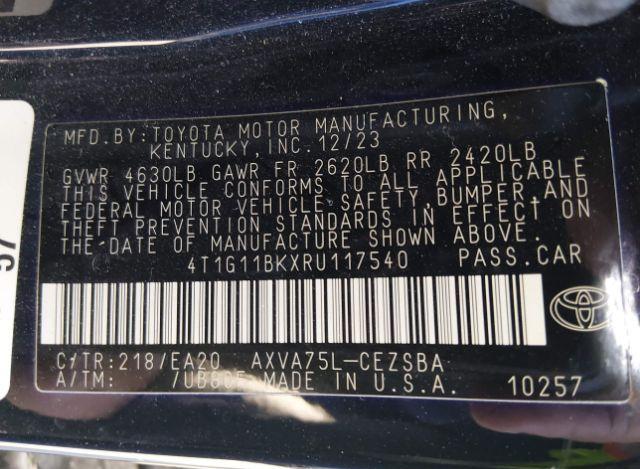 MFD. BY: TOYOTA MOTOR MANUFACTURING,
KENTUCKY, INC. 12/23
GVWR 4630LB GAWR FR 2620LB RR 2420LB
THIS VEHICLE CONFORMS TO ALL APPLICABLE
FEDERAL MOTOR VEHICLE SAFETY, BUMPER, AND
THEFT PREVENTION STANDARDS IN EFFECT ON
THE DATE OF MANUFACTURE SHOWN ABOVE.
4T1G11BKXRU117540 PASS. CAR
C/TR: 218/EA20 AXVA75L-CEZSBA
A/TM: /UB80F MADE IN U.S.A. 10257